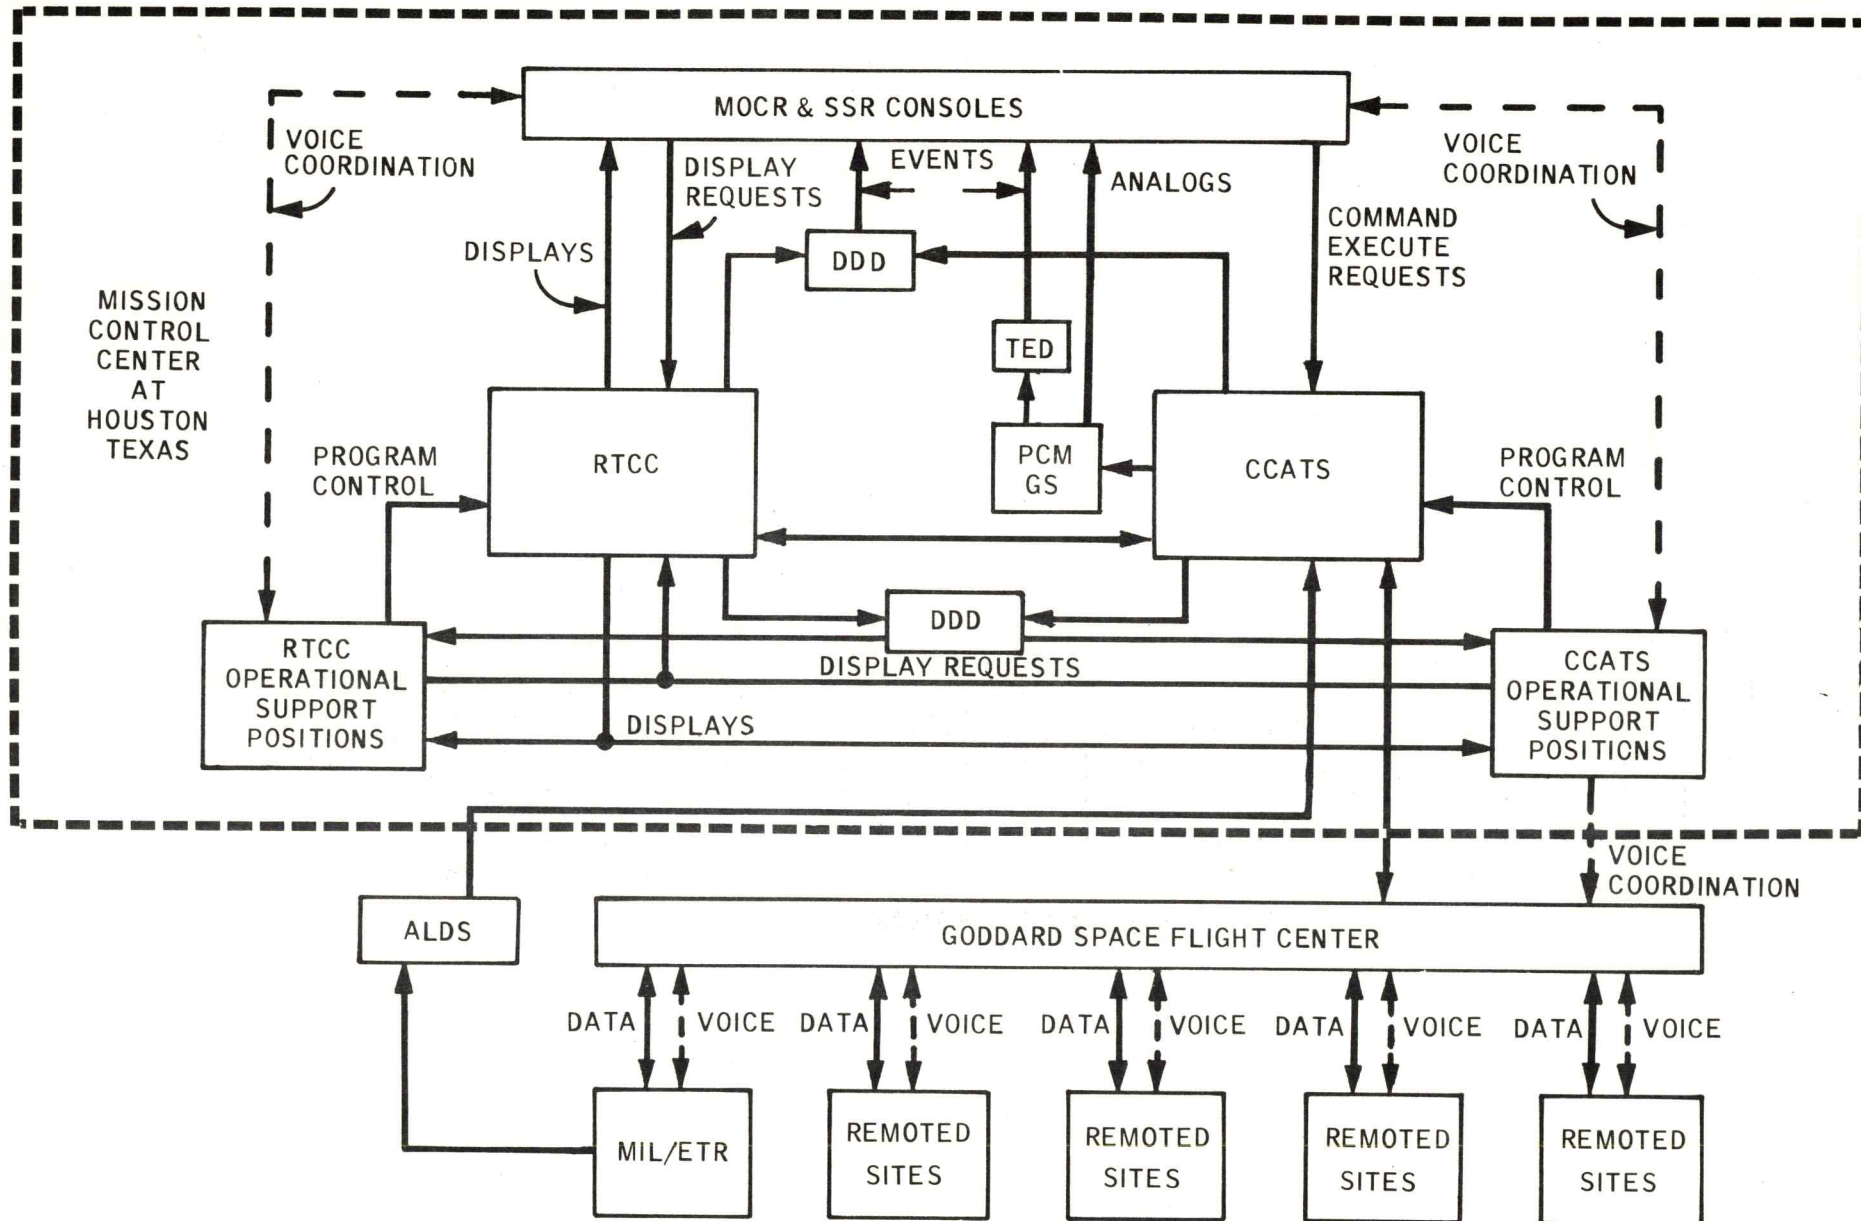 MOCR & SSR CONSOLES
VOICE
COORDINATION
DISPLAY
REQUESTS
EVENTS
ANALOGS
VOICE
COORDINATION
DISPLAYS
DDD
COMMAND
EXECUTE
REQUESTS
MISSION
CONTROL
CENTER
AT
HOUSTON
TEXAS
TED
PROGRAM
CONTROL
RTCC
PCM
GS
CCATS
PROGRAM
CONTROL
DDD
RTCC
OPERATIONAL
SUPPORT
POSITIONS
DISPLAY REQUESTS
DISPLAYS
CCATS
OPERATIONAL
SUPPORT
POSITIONS
VOICE
COORDINATION
ALDS
GODDARD SPACE FLIGHT CENTER
DATA VOICE DATA VOICE DATA VOICE DATA VOICE DATA VOICE
MIL/ETR
REMOTED
SITES
REMOTED
SITES
REMOTED
SITES
REMOTED
SITES